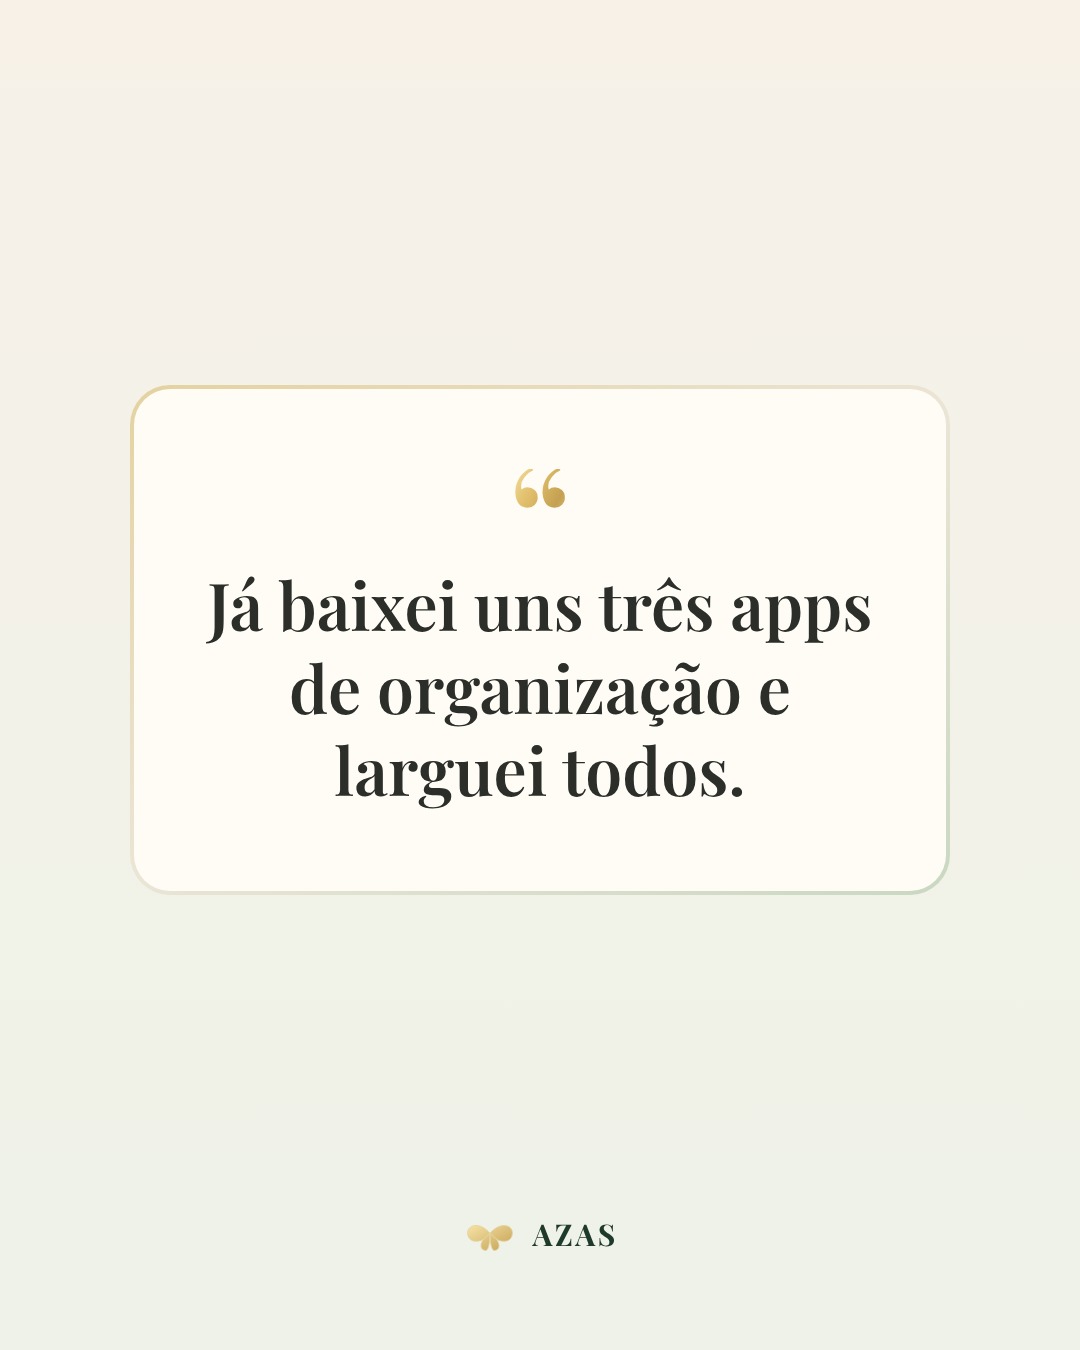 “
Já baixei uns três apps
de organização e
larguei todos.
AZAS